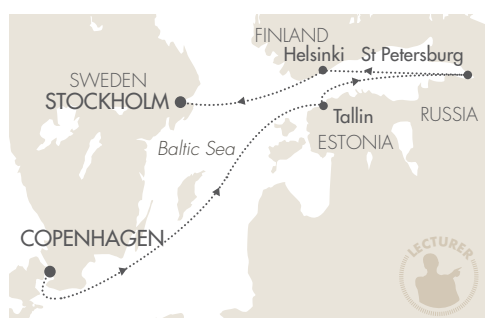 FINLAND
Helsinki
St Petersburg
SWEDEN
STOCKHOLM
Tallin
RUSSIA
ESTONIA
Baltic Sea
COPENHAGEN
LECTURER